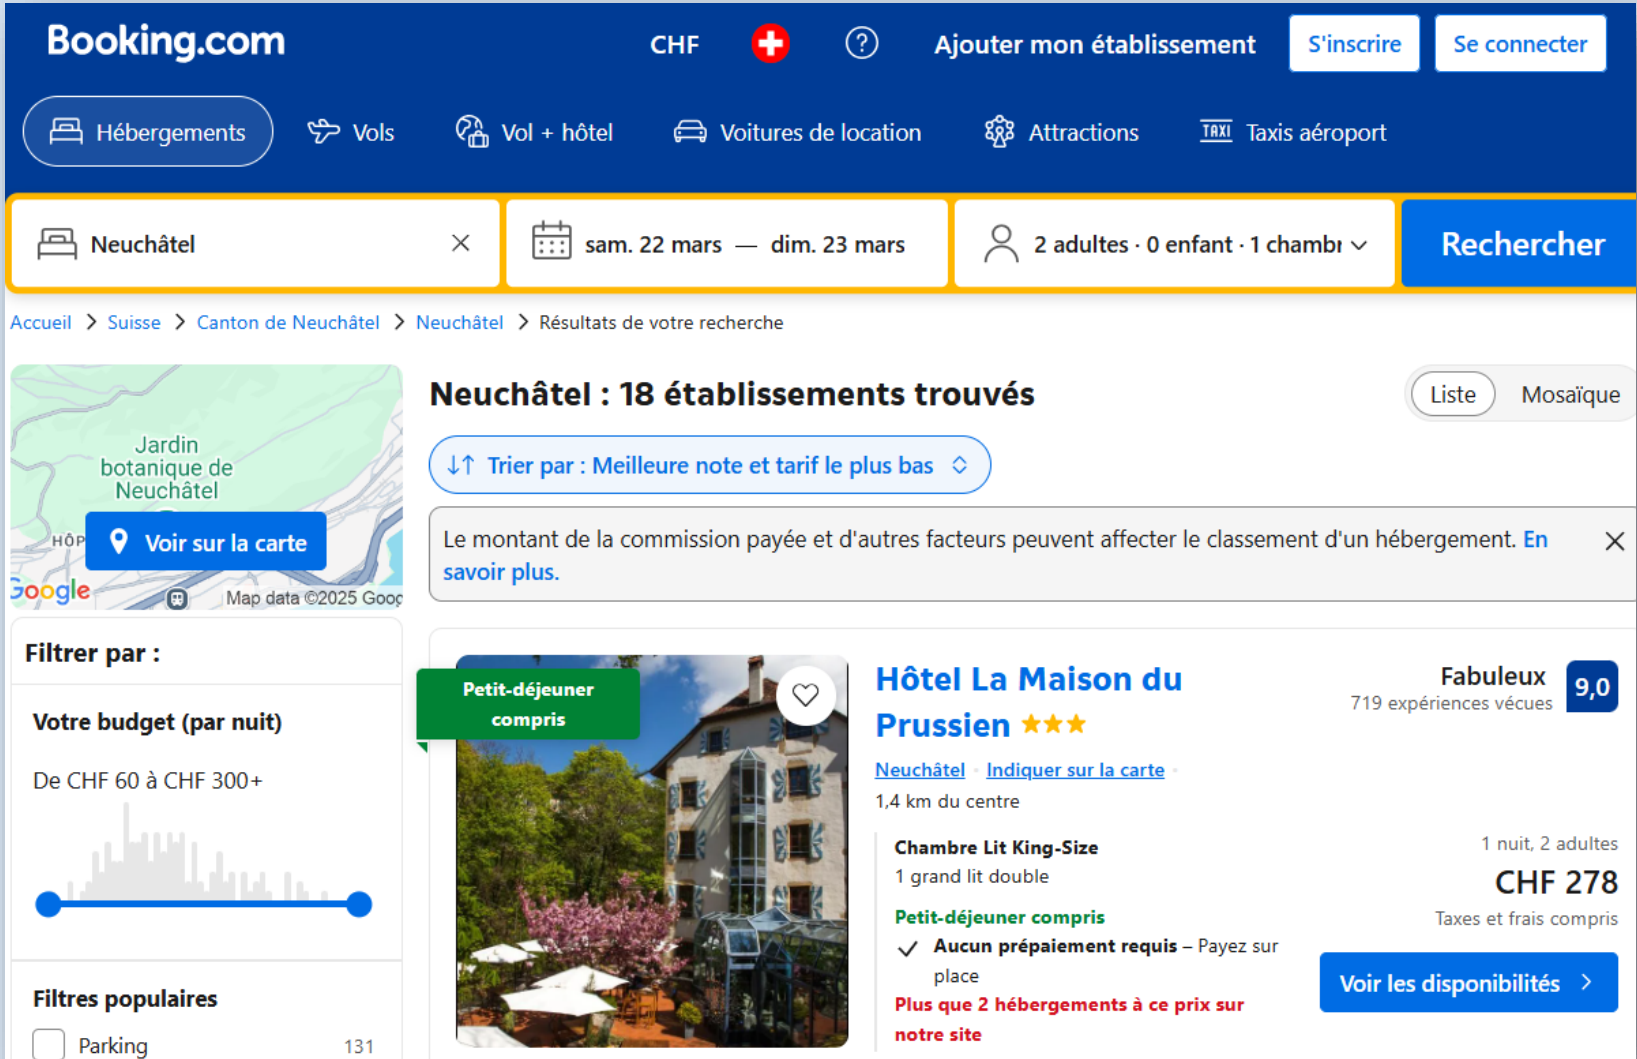 Booking.com
CHF
Ajouter mon établissement
S'inscrire
Se connecter
Hébergements
Vols
Vol + hôtel
Voitures de location
Attractions
TAXI
Taxis aéroport
Neuchâtel
sam. 22 mars — dim. 23 mars
2 adultes · 0 enfant · 1 chambr
Rechercher
Accueil > Suisse > Canton de Neuchâtel > Neuchâtel > Résultats de votre recherche
Jardin
botanique de
Neuchâtel
HÔP
Voir sur la carte
Google
Map data ©2025 Goog
Neuchâtel : 18 établissements trouvés
Liste
Mosaïque
Trier par : Meilleure note et tarif le plus bas
Le montant de la commission payée et d'autres facteurs peuvent affecter le classement d'un hébergement. En
savoir plus.
Filtrer par :
Votre budget (par nuit)
De CHF 60 à CHF 300+
Filtres populaires
Parking
131
Petit-déjeuner
compris
Hôtel La Maison du
Prussien
Fabuleux
719 expériences vécues
9,0
Neuchâtel · Indiquer sur la carte ·
1,4 km du centre
Chambre Lit King-Size
1 grand lit double
Petit-déjeuner compris
Aucun prépaiement requis – Payez sur
place
Plus que 2 hébergements à ce prix sur
notre site
1 nuit, 2 adultes
CHF 278
Taxes et frais compris
Voir les disponibilités